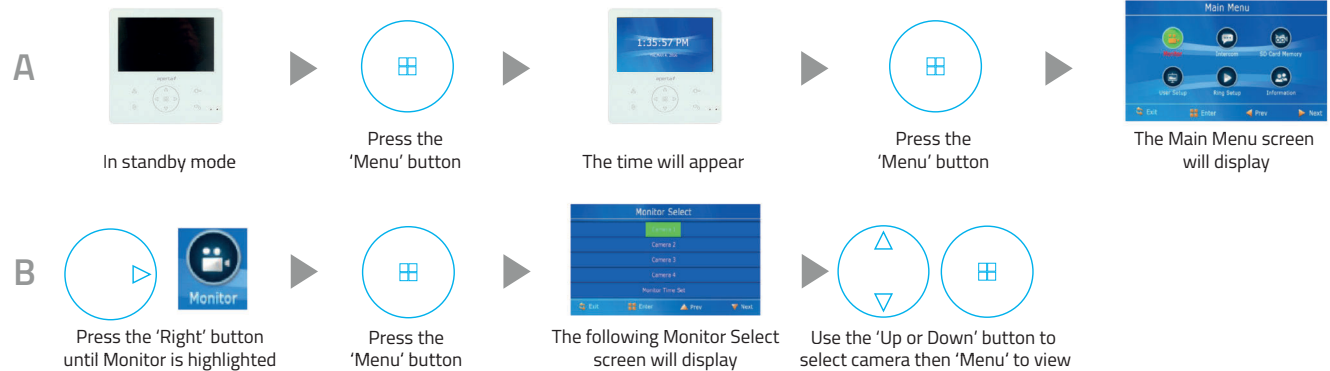 A
1:35:57 PM
In standby mode
Press the
‘Menu’ button
The time will appear
Press the
‘Menu’ button
Main Menu
Intercom
SD Card Memory
User Setup
Ring Setup
Information
Exit
Enter
Prev
Next
The Main Menu screen
will display
B
Monitor
Press the ‘Right’ button
until Monitor is highlighted
Press the
‘Menu’ button
Monitor Select
Camera 1
Camera 2
Camera 3
Camera 4
Monitor Time Set
Exit
Enter
Prev
Next
The following Monitor Select
screen will display
Use the ‘Up or Down’ button to
select camera then ‘Menu’ to view